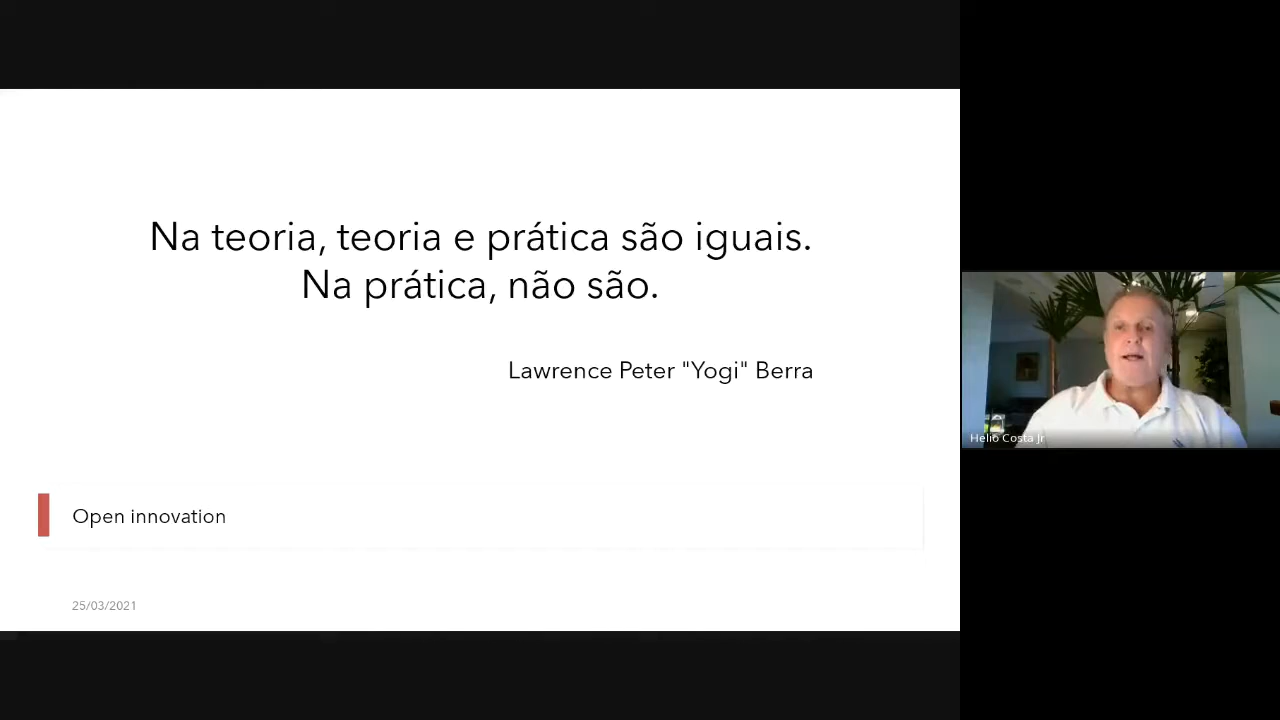 Na teoria, teoria e prática são iguais.
Na prática, não são.
Lawrence Peter "Yogi" Berra
Open innovation
25/03/2021
Helio Costa Jr